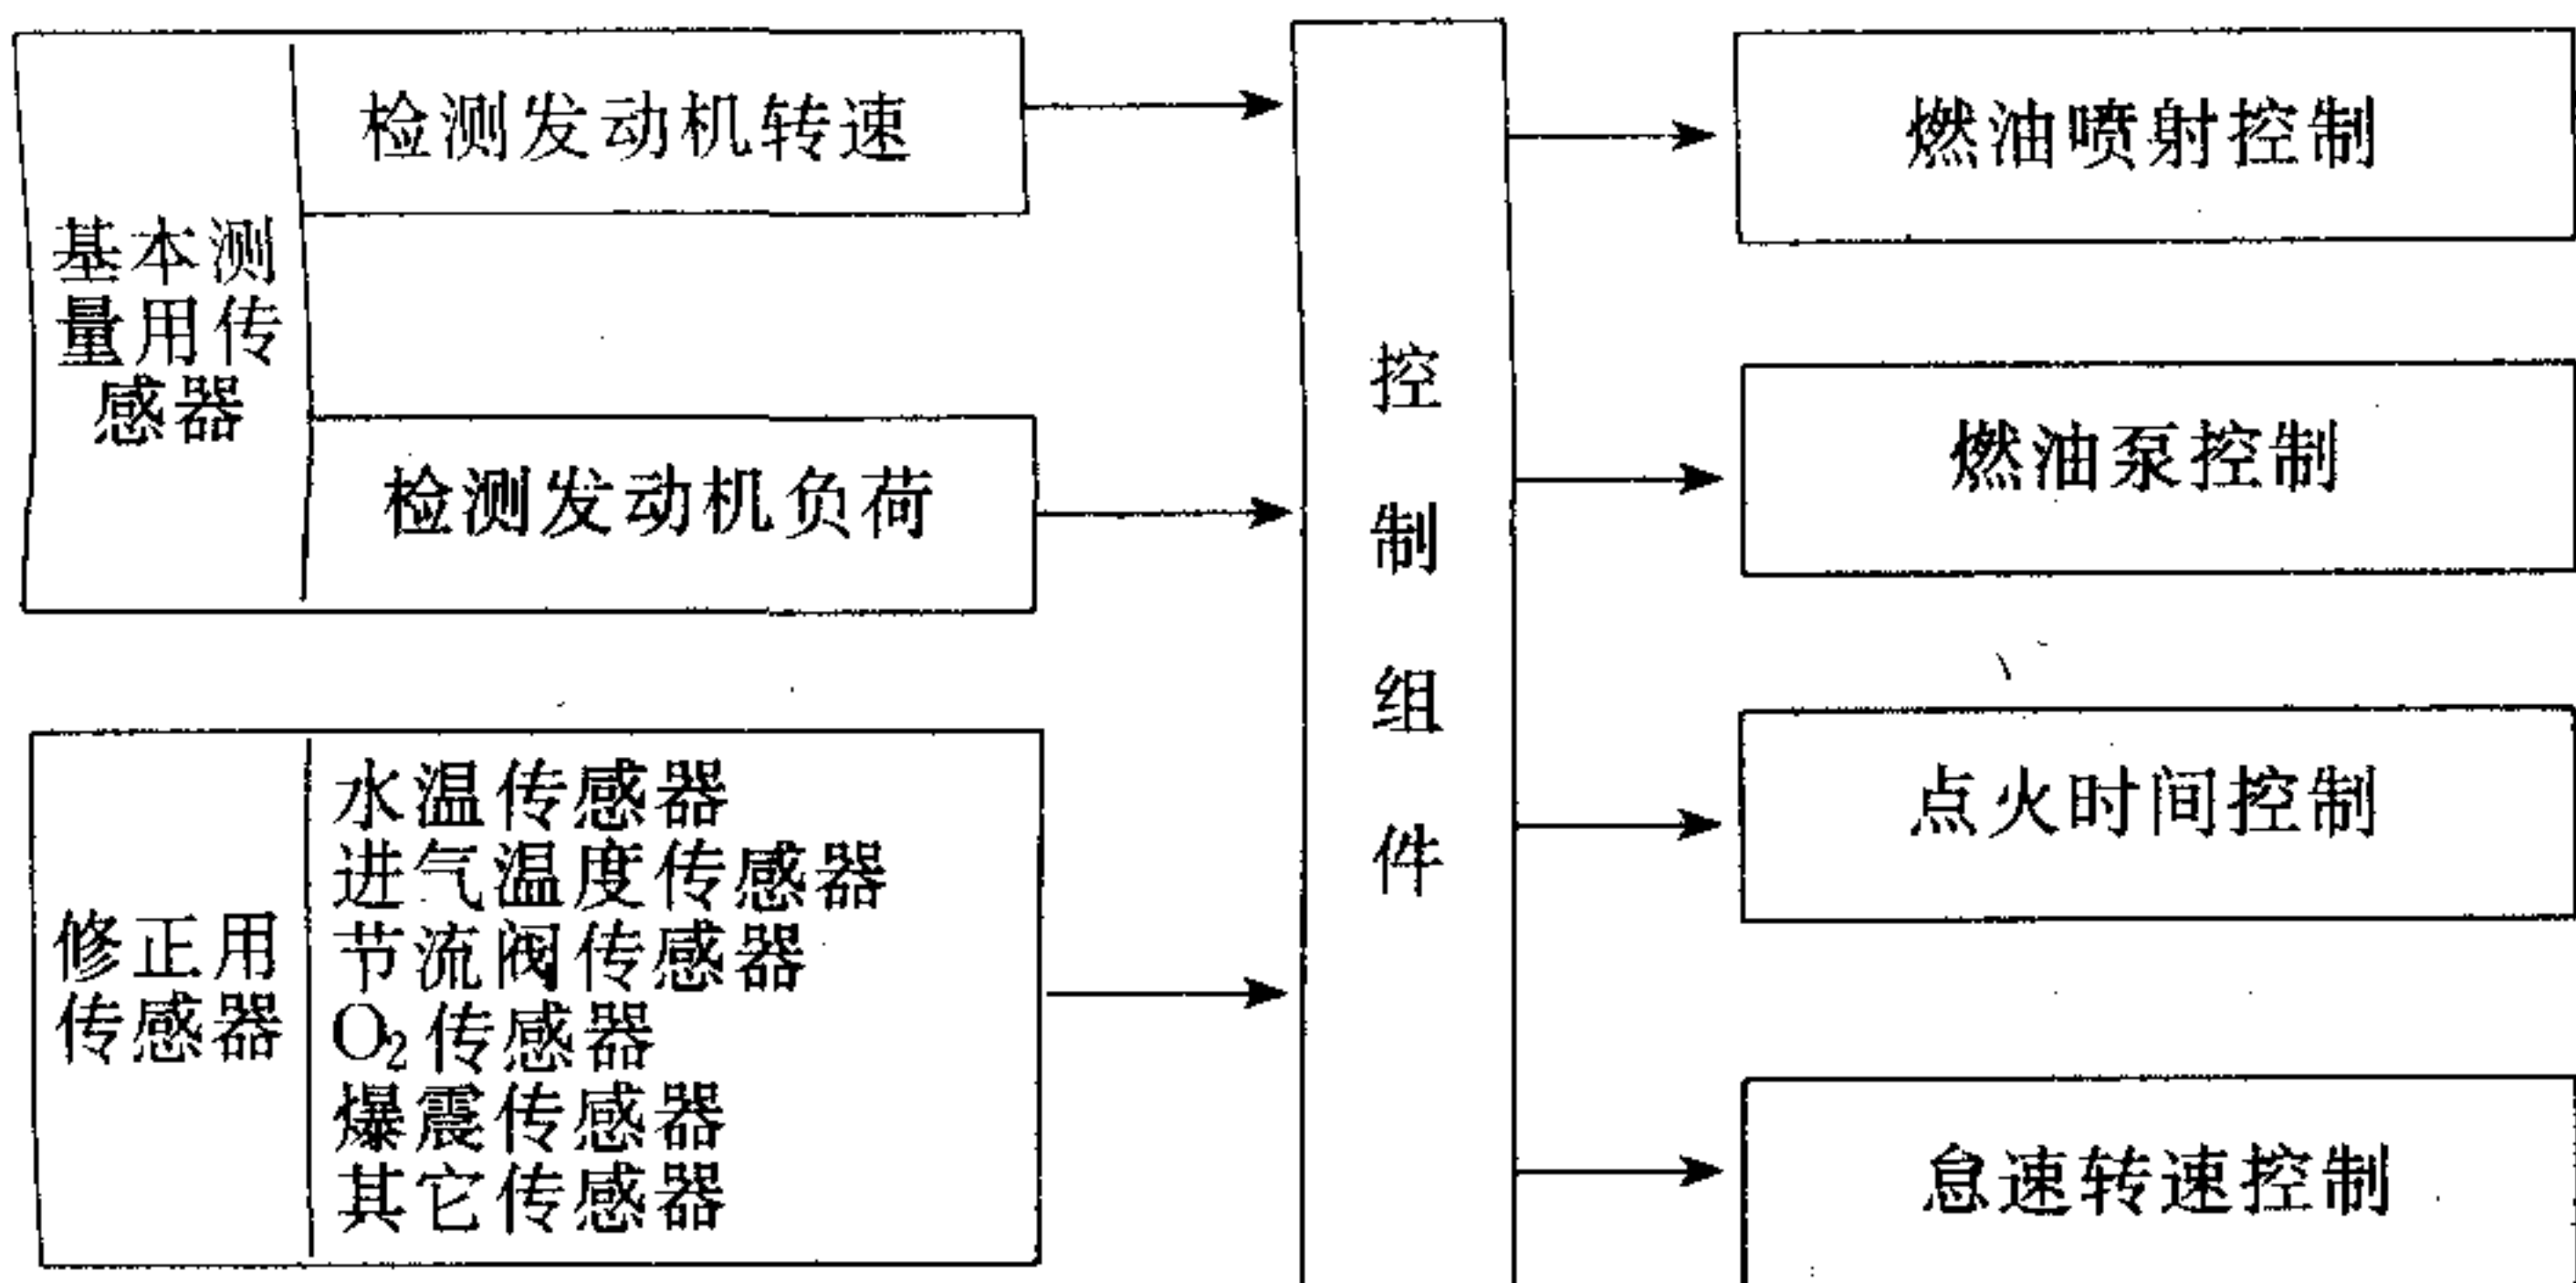 基本测
量用传
感器
检测发动机转速
检测发动机负荷
修正用
传感器
水温传感器
进气温度传感器
节流阀传感器
O₂传感器
爆震传感器
其它传感器
控
制
组
件
燃油喷射控制
燃油泵控制
点火时间控制
怠速转速控制